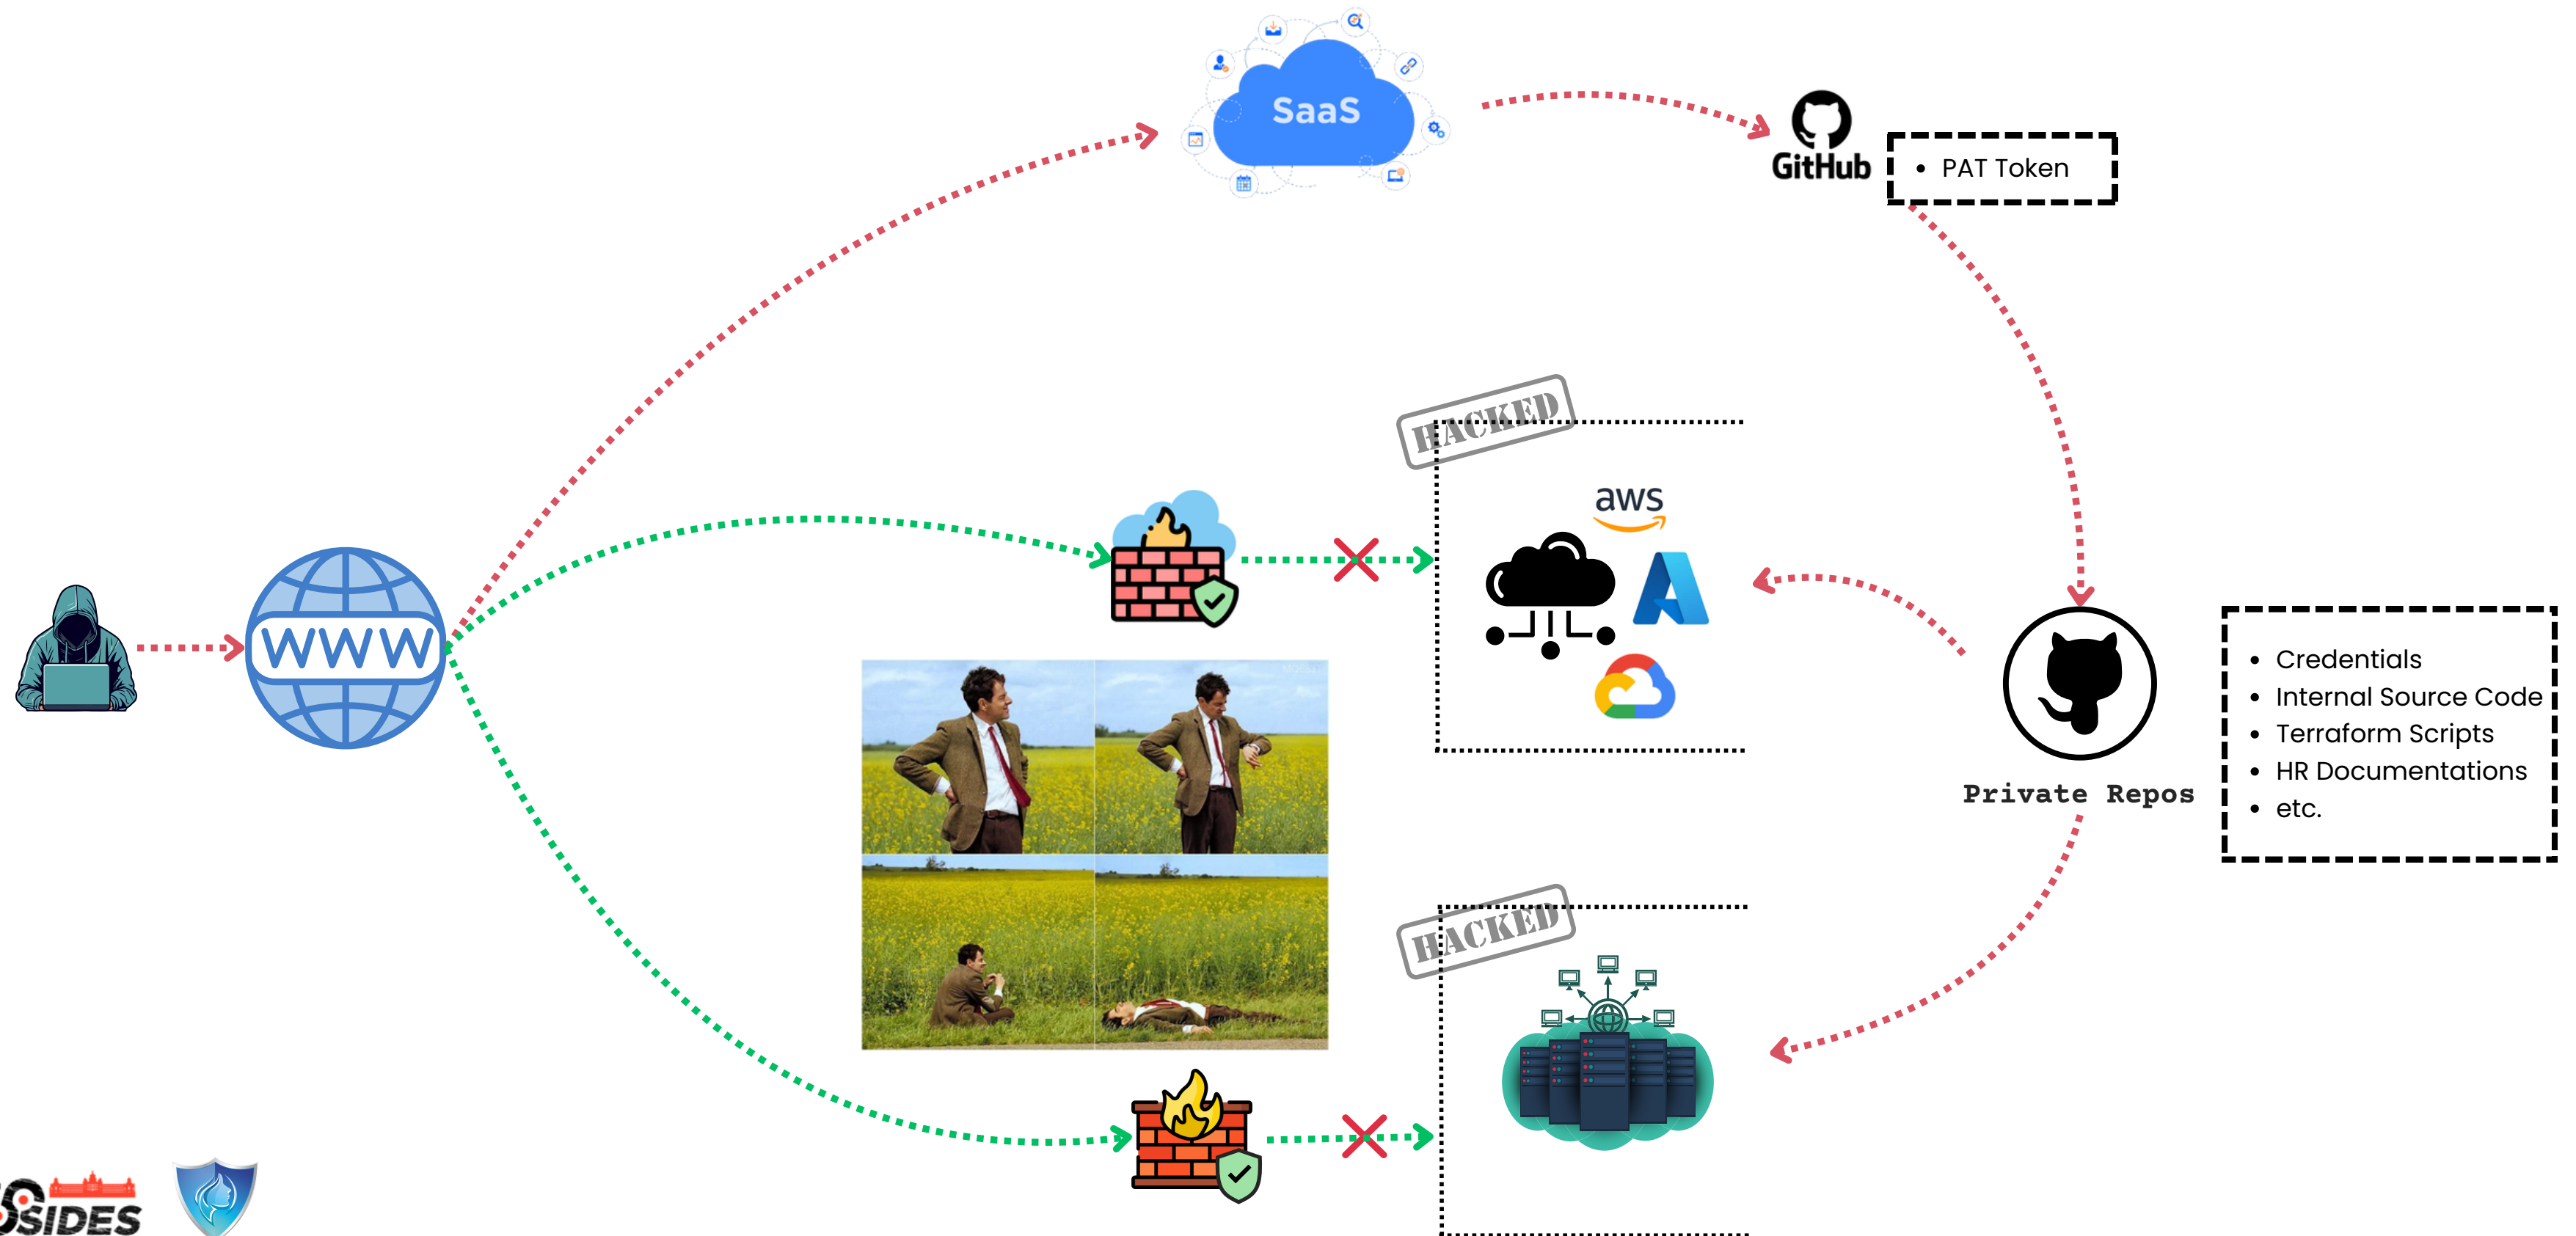 SaaS
GitHub
PAT Token
HACKED
aws
WWW
Credentials
Internal Source Code
Terraform Scripts
HR Documentations
etc.
Private Repos
HACKED
SIDES